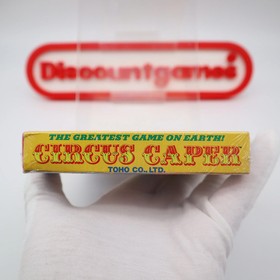 Discountgames
THE GREATEST GAME ON EARTH!
CIRCUS CAPER
TOHO CO., LTD.